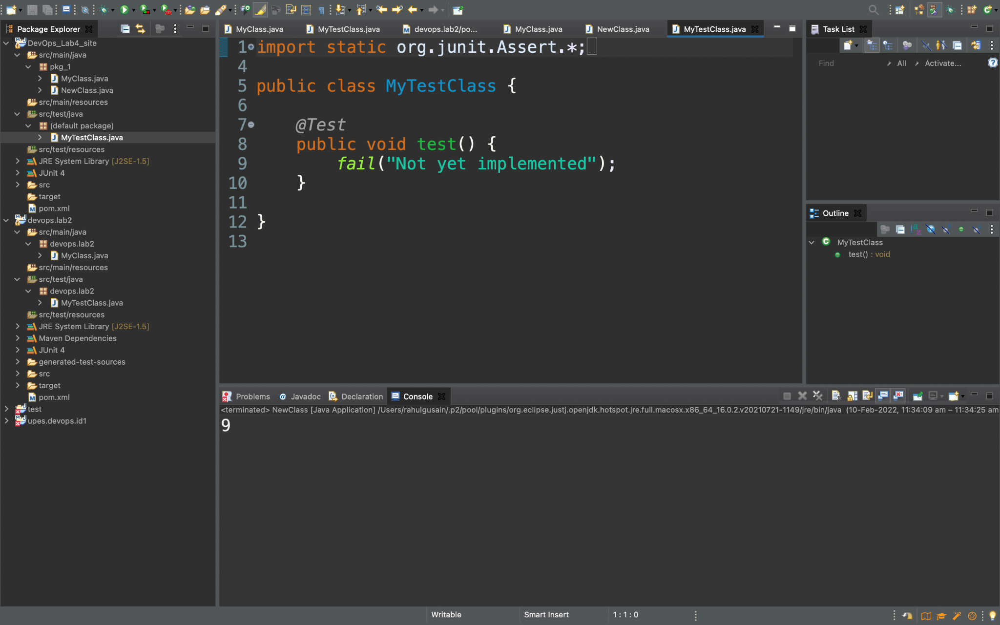 Package Explorer
DevOps_Lab4_site
src/main/java
pkg_1
MyClass.java
NewClass.java
src/main/resources
src/test/java
(default package)
MyTestClass.java
src/test/resources
JRE System Library [J2SE-1.5]
JUnit 4
src
target
pom.xml
devops.lab2
src/main/java
devops.lab2
MyClass.java
src/main/resources
src/test/java
devops.lab2
MyTestClass.java
src/test/resources
JRE System Library [J2SE-1.5]
Maven Dependencies
JUnit 4
generated-test-sources
src
target
pom.xml
test
upes.devops.id1
MyClass.java MyTestClass.java devops.lab2/po... MyClass.java NewClass.java MyTestClass.java
1 import static org.junit.Assert.*;
4
5 public class MyTestClass {
6
7 @Test
8 public void test() {
9 fail("Not yet implemented");
10 }
11
12 }
13
Task List
Find All Activate...
Outline
MyTestClass
test() : void
Problems Javadoc Declaration Console
<terminated> NewClass [Java Application] /Users/rahulgusain/.p2/pool/plugins/org.eclipse.justj.openjdk.hotspot.jre.full.macosx.x86_64_16.0.2.v20210721-1149/jre/bin/java (10-Feb-2022, 11:34:09 am – 11:34:25 am
9
Writable Smart Insert 1 : 1 : 0